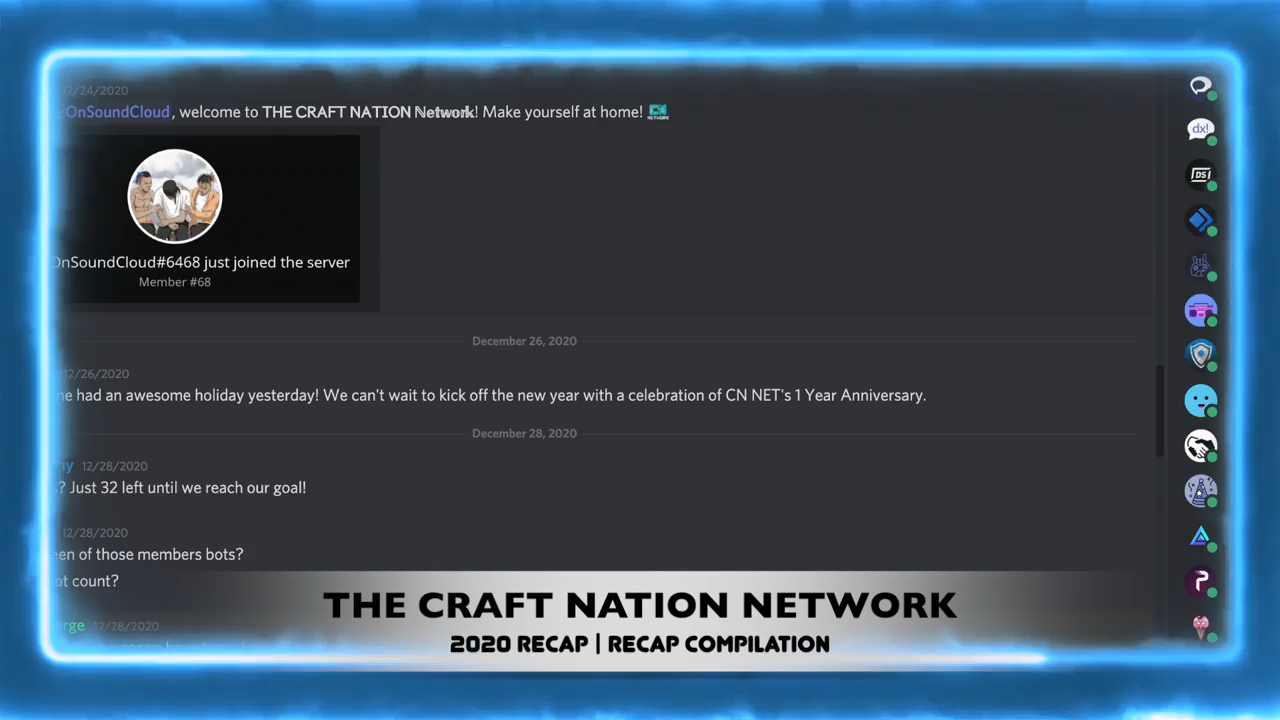 12/24/2020
OnSoundCloud, welcome to THE CRAFT NATION Network! Make yourself at home!
OnSoundCloud#6468 just joined the server
Member #68
December 26, 2020
12/26/2020
had an awesome holiday yesterday! We can't wait to kick off the new year with a celebration of CN NET's 1 Year Anniversary.
December 28, 2020
12/28/2020
? Just 32 left until we reach our goal!
12/28/2020
of those members bots?
count?
12/28/2020
dx!
DS!
THE CRAFT NATION NETWORK
2020 RECAP | RECAP COMPILATION